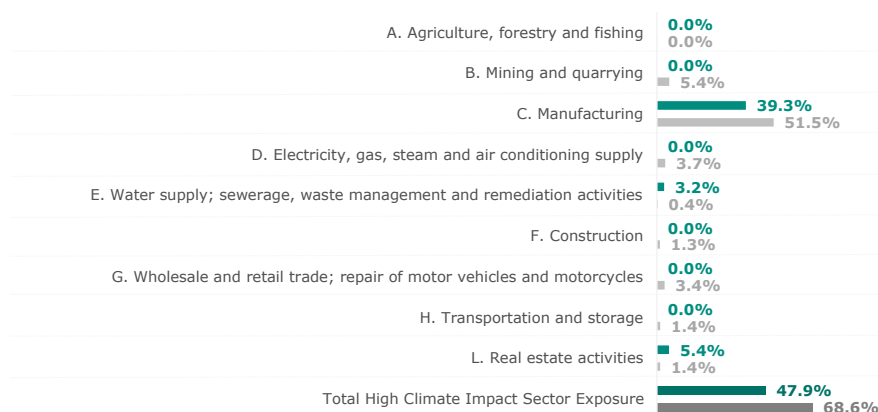 A. Agriculture, forestry and fishing
0.0%
0.0%
B. Mining and quarrying
0.0%
5.4%
C. Manufacturing
39.3%
51.5%
D. Electricity, gas, steam and air conditioning supply
0.0%
3.7%
E. Water supply; sewerage, waste management and remediation activities
3.2%
0.4%
F. Construction
0.0%
1.3%
G. Wholesale and retail trade; repair of motor vehicles and motorcycles
0.0%
3.4%
H. Transportation and storage
0.0%
1.4%
L. Real estate activities
5.4%
1.4%
Total High Climate Impact Sector Exposure
47.9%
68.6%